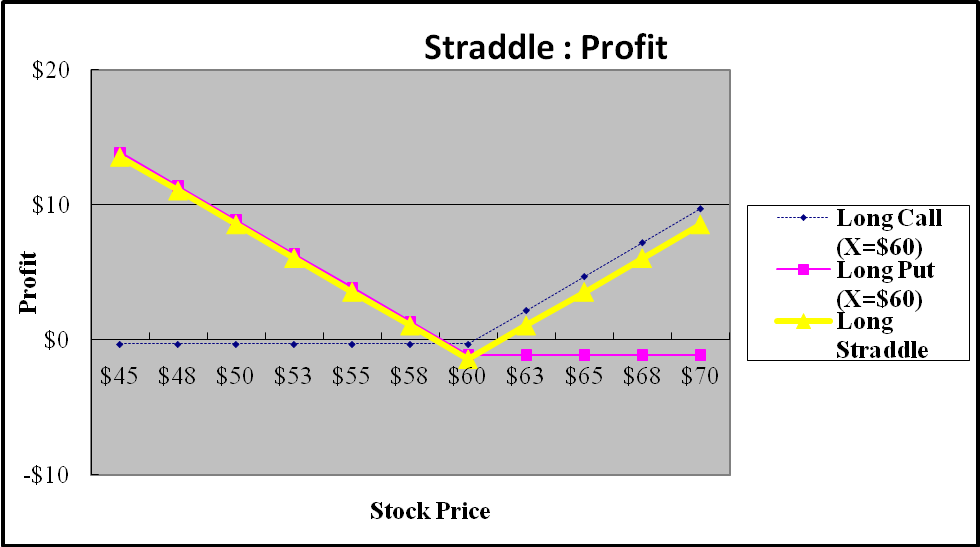 Straddle : Profit
$20
$10
$0
-$10
Profit
$45 $48 $50 $53 $55 $58 $60 $63 $65 $68 $70
Stock Price
Long Call
(X=$60)
Long Put
(X=$60)
Long
Straddle